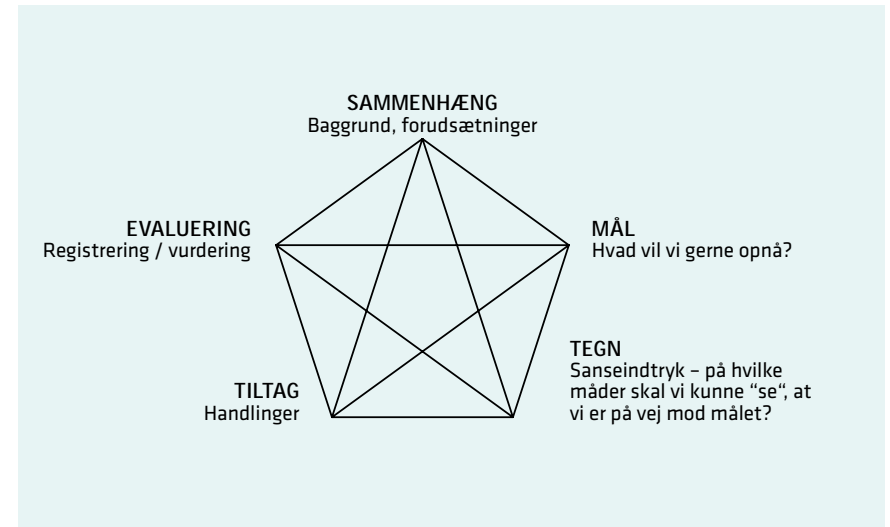 SAMMENHÆNG
Baggrund, forudsætninger
EVALUERING
Registrering / vurdering
MÅL
Hvad vil vi gerne opnå?
TEGN
Sanseindtryk – på hvilke
måder skal vi kunne “se“, at
vi er på vej mod målet?
TILTAG
Handlinger